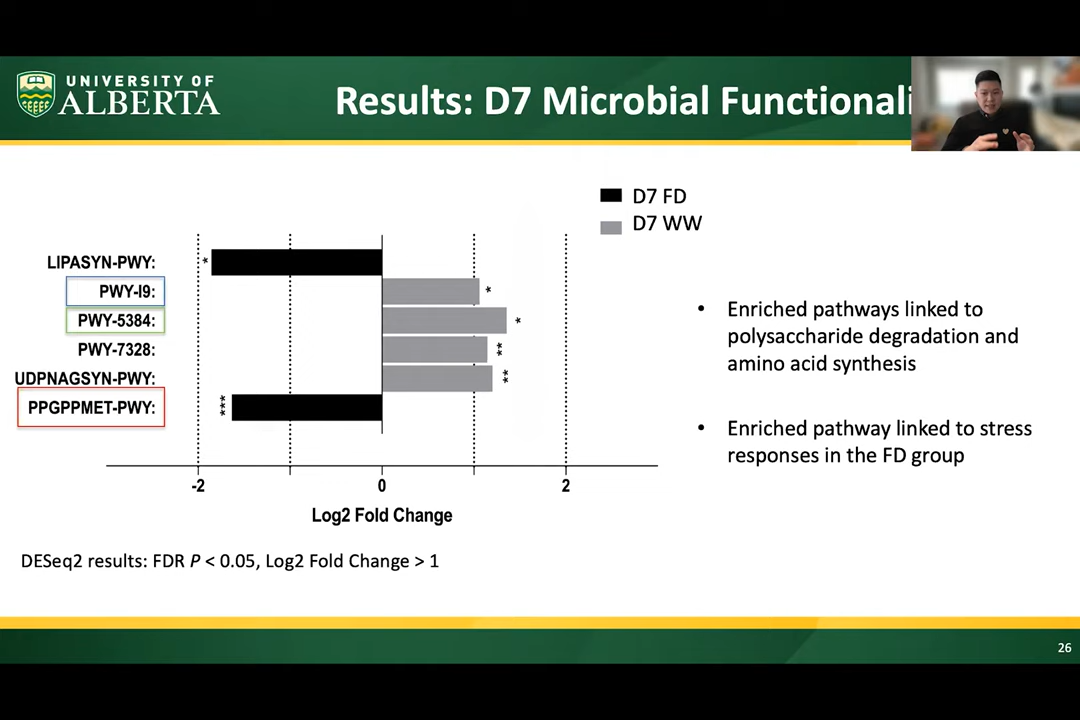 UNIVERSITY OF
ALBERTA
Results: D7 Microbial Functionali
D7 FD
D7 WW
LIPASYN-PWY:
*
PWY-I9:
*
PWY-5384:
*
PWY-7328:
**
UDPNAGSYN-PWY:
**
PPGPPMET-PWY:
***
-2
0
2
Log2 Fold Change
• Enriched pathways linked to
polysaccharide degradation and
amino acid synthesis
• Enriched pathway linked to stress
responses in the FD group
DESeq2 results: FDR P < 0.05, Log2 Fold Change > 1
26